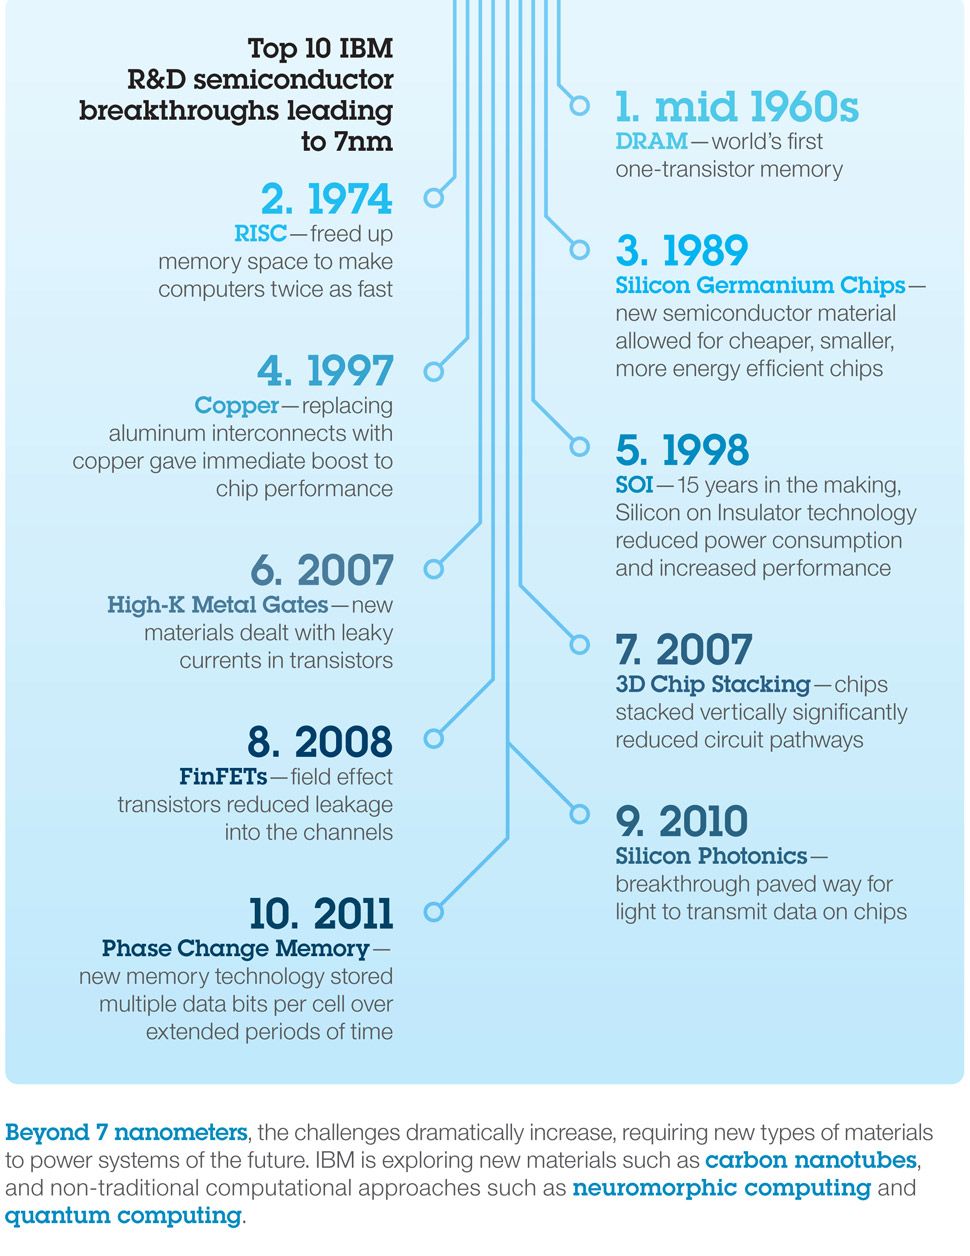 Top 10 IBM
R&D semiconductor
breakthroughs leading
to 7nm
1. mid 1960s
DRAM—world's first
one-transistor memory
2. 1974
RISC—freed up
memory space to make
computers twice as fast
3. 1989
Silicon Germanium Chips—
new semiconductor material
allowed for cheaper, smaller,
more energy efficient chips
4. 1997
Copper—replacing
aluminum interconnects with
copper gave immediate boost to
chip performance
5. 1998
SOI—15 years in the making,
Silicon on Insulator technology
reduced power consumption
and increased performance
6. 2007
High-K Metal Gates—new
materials dealt with leaky
currents in transistors
7. 2007
3D Chip Stacking—chips
stacked vertically significantly
reduced circuit pathways
8. 2008
FinFETs—field effect
transistors reduced leakage
into the channels
9. 2010
Silicon Photonics—
breakthrough paved way for
light to transmit data on chips
10. 2011
Phase Change Memory—
new memory technology stored
multiple data bits per cell over
extended periods of time
Beyond 7 nanometers, the challenges dramatically increase, requiring new types of materials
to power systems of the future. IBM is exploring new materials such as carbon nanotubes,
and non-traditional computational approaches such as neuromorphic computing and
quantum computing.